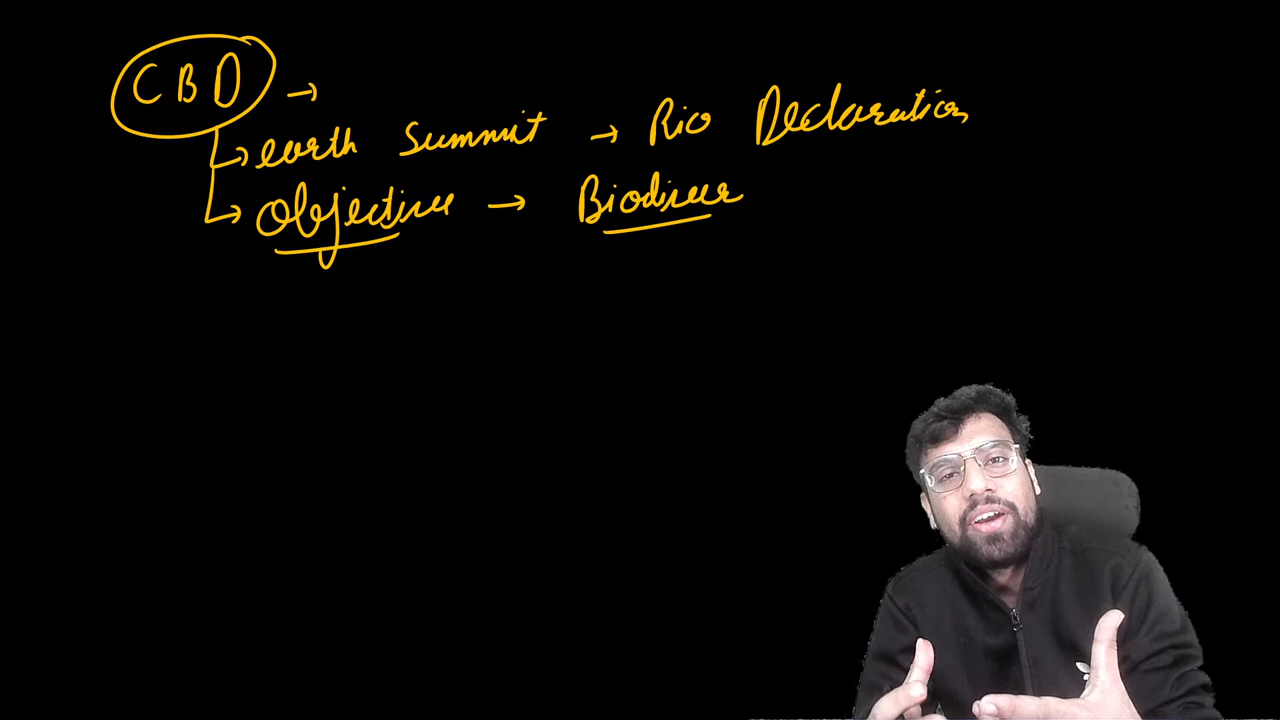 CBD →
→ earth Summit → Rio Declaration
→ Objective → Biodiver